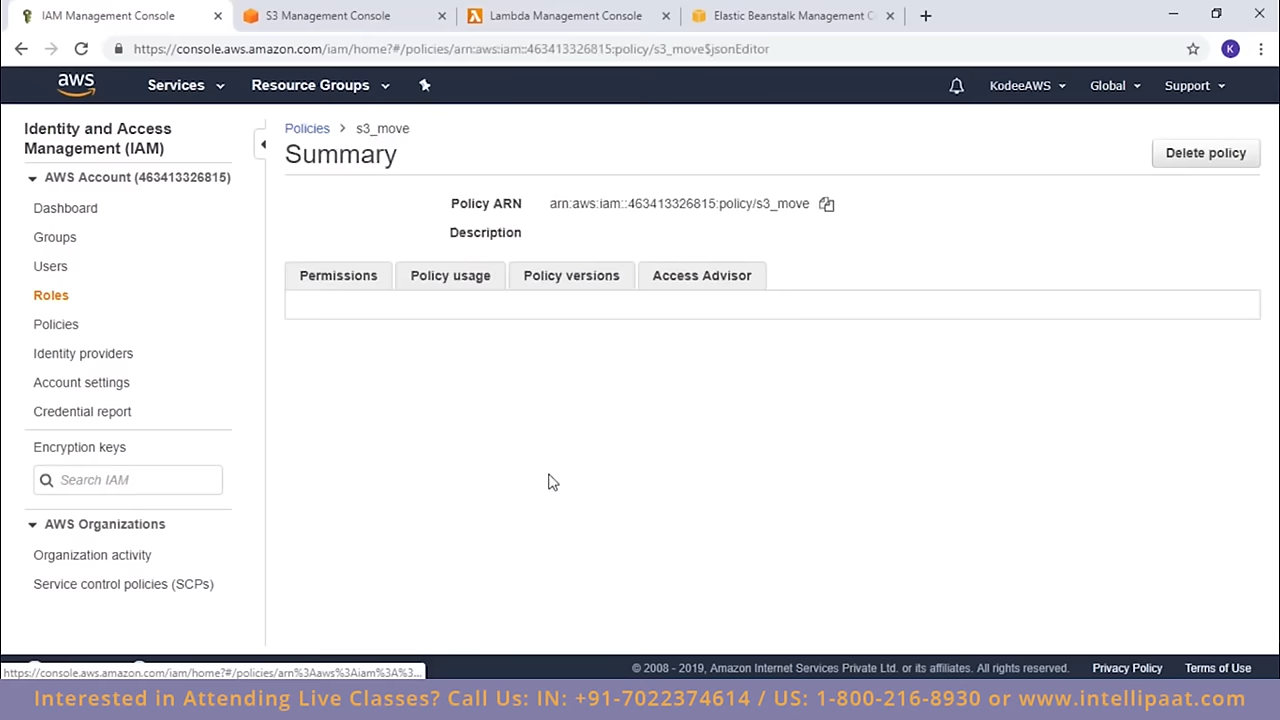 IAM Management Console
S3 Management Console
Lambda Management Console
Elastic Beanstalk Management C
https://console.aws.amazon.com/iam/home?#/policies/arn:aws:iam::463413326815:policy/s3_move$jsonEditor
K
aws
Services
Resource Groups
KodeeAWS
Global
Support
Identity and Access
Management (IAM)
AWS Account (463413326815)
Dashboard
Groups
Users
Roles
Policies
Identity providers
Account settings
Credential report
Encryption keys
Search IAM
AWS Organizations
Organization activity
Service control policies (SCPs)
Policies > s3_move
Summary
Delete policy
Policy ARN arn:aws:iam::463413326815:policy/s3_move
Description
Permissions
Policy usage
Policy versions
Access Advisor
https://console.aws.amazon.com/iam/home?#/policies/arn%3Aaws%3Aiam%3A%3...
© 2008 - 2019, Amazon Internet Services Private Ltd. or its affiliates. All rights reserved.
Privacy Policy
Terms of Use
Interested in Attending Live Classes? Call Us: IN: +91-7022374614 / US: 1-800-216-8930 or www.intellipaat.com